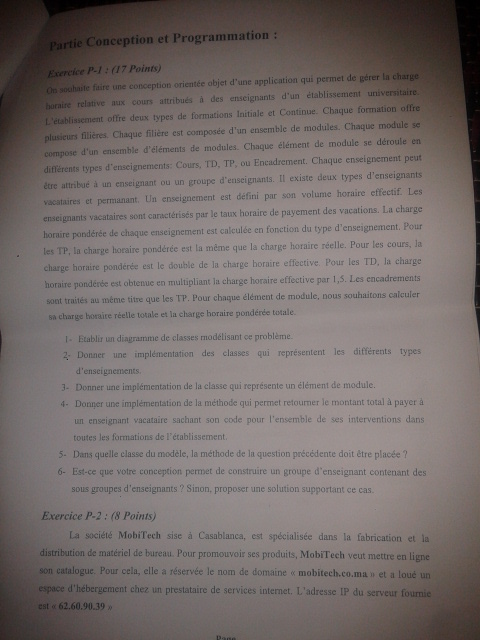 Partie Conception et Programmation :
Exercice P-1 : (17 Points)
On souhaite faire une conception orientée objet d'une application qui permet de gérer la charge
horaire relative aux cours attribués à des enseignants d'un établissement universitaire.
L'établissement offre deux types de formations Initiale et Continue. Chaque formation offre
plusieurs filières. Chaque filière est composée d'un ensemble de modules. Chaque module se
compose d'un ensemble d'éléments de modules. Chaque élément de module se déroule en
différents types d'enseignements: Cours, TD, TP, ou Encadrement. Chaque enseignement peut
être attribué à un enseignant ou un groupe d'enseignants. Il existe deux types d'enseignants
vacataires et permanant. Un enseignement est défini par son volume horaire effectif. Les
enseignants vacataires sont caractérisés par le taux horaire de payement des vacations. La charge
horaire pondérée de chaque enseignement est calculée en fonction du type d'enseignement. Pour
les TP, la charge horaire pondérée est la même que la charge horaire réelle. Pour les cours, la
charge horaire pondérée est le double de la charge horaire effective. Pour les TD, la charge
horaire pondérée est obtenue en multipliant la charge horaire effective par 1,5. Les encadrements
sont traités au même titre que les TP. Pour chaque élément de module, nous souhaitons calculer
sa charge horaire réelle totale et la charge horaire pondérée totale.
1- Etablir un diagramme de classes modélisant ce problème.
2- Donner une implémentation des classes qui représentent les différents types
d'enseignements.
3- Donner une implémentation de la classe qui représente un élément de module.
4- Donner une implémentation de la méthode qui permet retourner le montant total à payer à
un enseignant vacataire sachant son code pour l'ensemble de ses interventions dans
toutes les formations de l'établissement.
5- Dans quelle classe du modèle, la méthode de la question précédente doit être placée ?
6- Est-ce que votre conception permet de construire un groupe d'enseignant contenant des
sous groupes d'enseignants ? Sinon, proposer une solution supportant ce cas.
Exercice P-2 : (8 Points)
La société MobiTech sise à Casablanca, est spécialisée dans la fabrication et la
distribution de matériel de bureau. Pour promouvoir ses produits, MobiTech veut mettre en ligne
son catalogue. Pour cela, elle a réservée le nom de domaine « mobitech.co.ma » et a loué un
espace d'hébergement chez un prestataire de services internet. L'adresse IP du serveur fournie
est « 62.60.90.39 »
Page